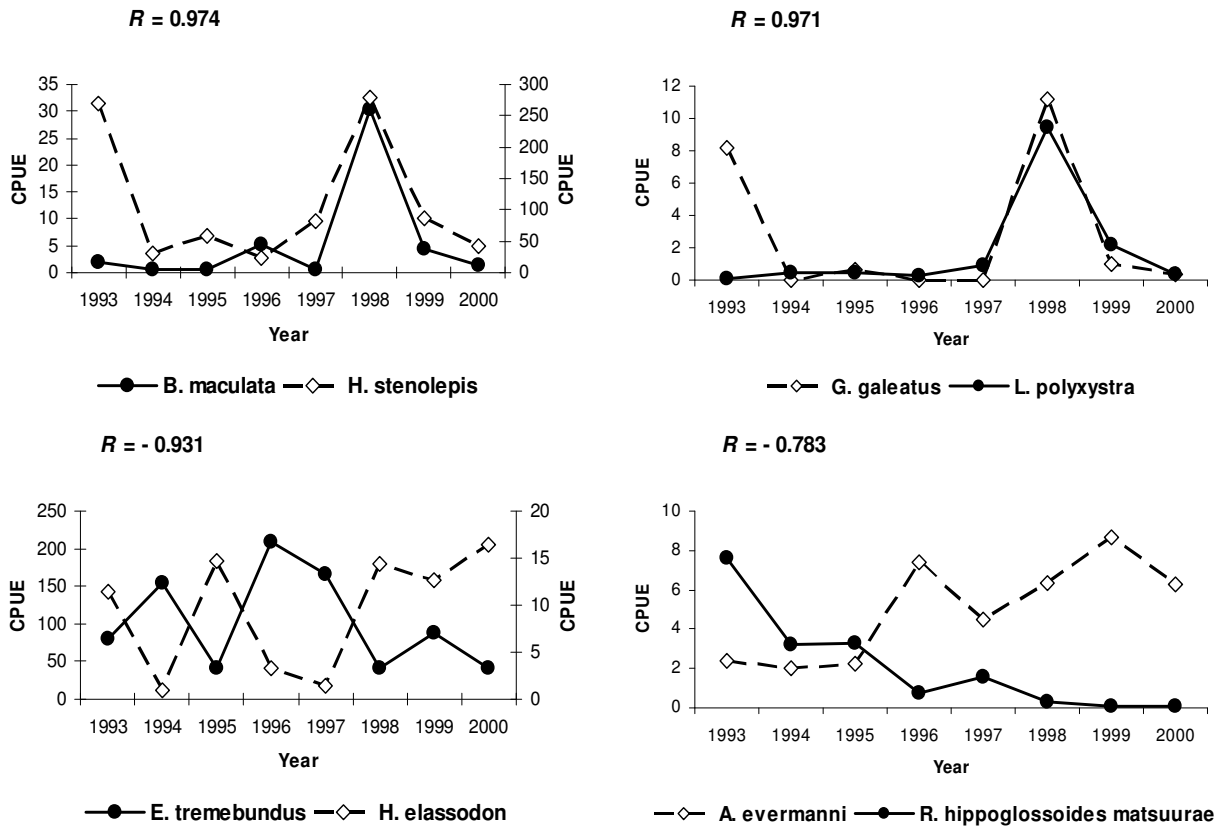 R = 0.974
R = 0.971
35
30
25
20
15
10
5
0
CPUE
300
250
200
150
100
50
0
CPUE
1993 1994 1995 1996 1997 1998 1999 2000
Year
B. maculata H. stenolepis
12
10
8
6
4
2
0
CPUE
1993 1994 1995 1996 1997 1998 1999 2000
Year
G. galeatus L. polyxystra
R = - 0.931
R = - 0.783
250
200
150
100
50
0
CPUE
20
15
10
5
0
CPUE
1993 1994 1995 1996 1997 1998 1999 2000
Year
E. tremebundus H. elassodon
10
8
6
4
2
0
CPUE
1993 1994 1995 1996 1997 1998 1999 2000
Year
A. evermanni R. hippoglossoides matsuurae